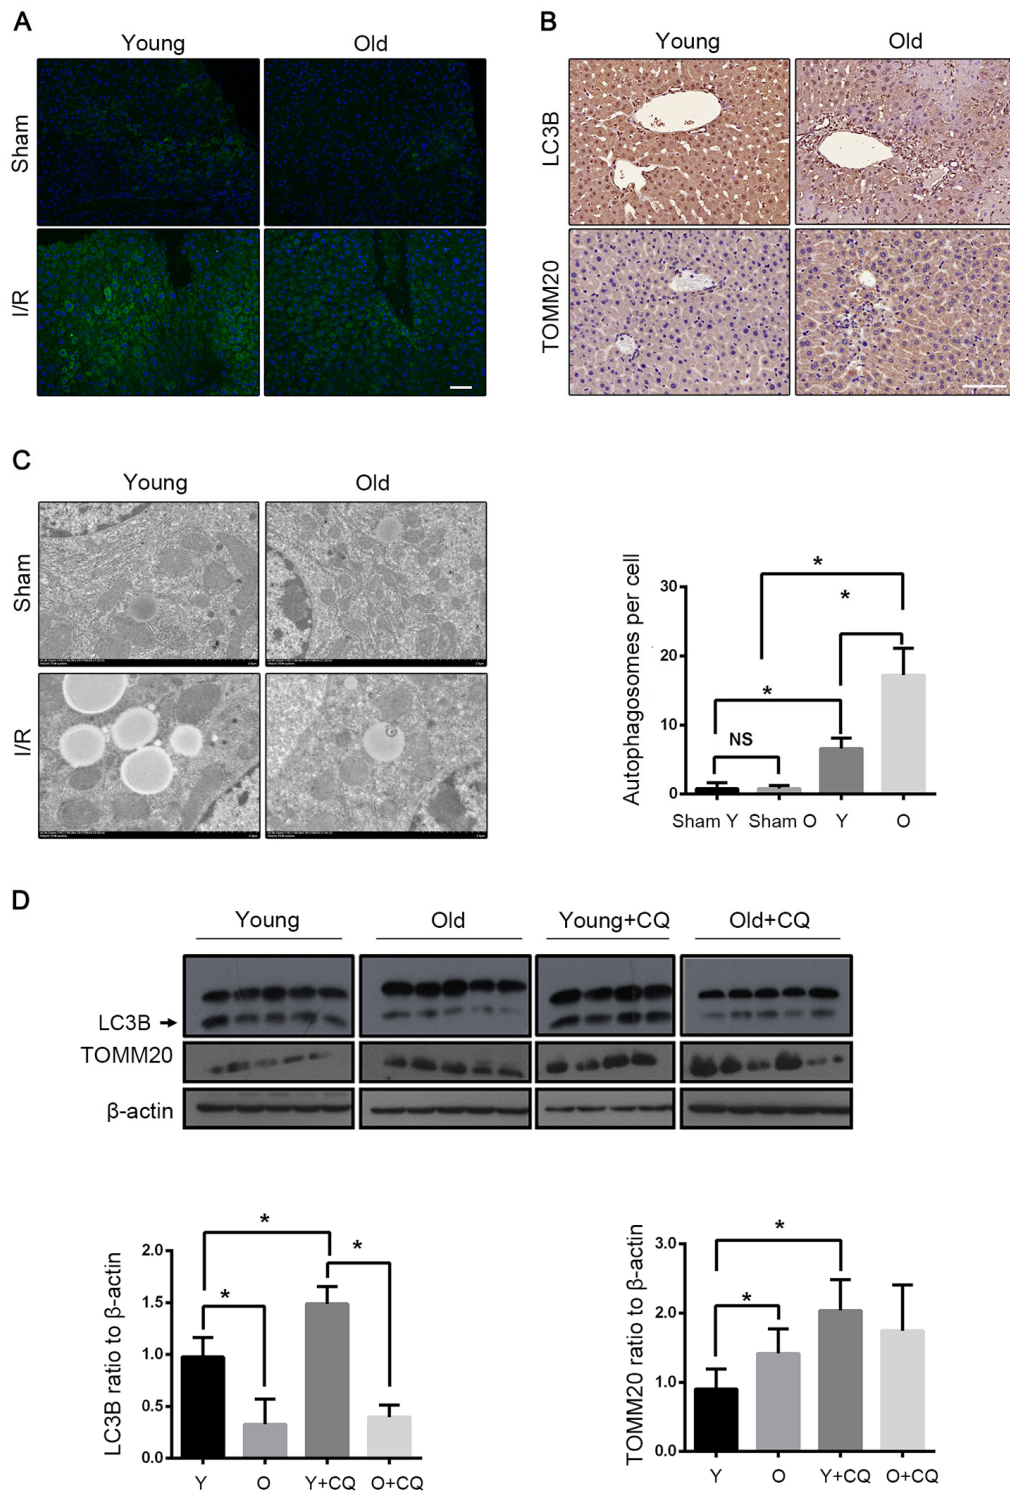 A
Young
Old
Sham
I/R
B
Young
Old
LC3B
TOMM20
C
Young
Old
Sham
I/R
Autophagosomes per cell
30
20
10
0
*
*
*
NS
Sham Y
Sham O
Y
O
D
Young
Old
Young+CQ
Old+CQ
LC3B
TOMM20
β-actin
LC3B ratio to β-actin
2.0
1.5
1.0
0.5
0.0
*
*
*
Y
O
Y+CQ
O+CQ
TOMM20 ratio to β-actin
3.0
2.0
1.0
0.0
*
*
Y
O
Y+CQ
O+CQ